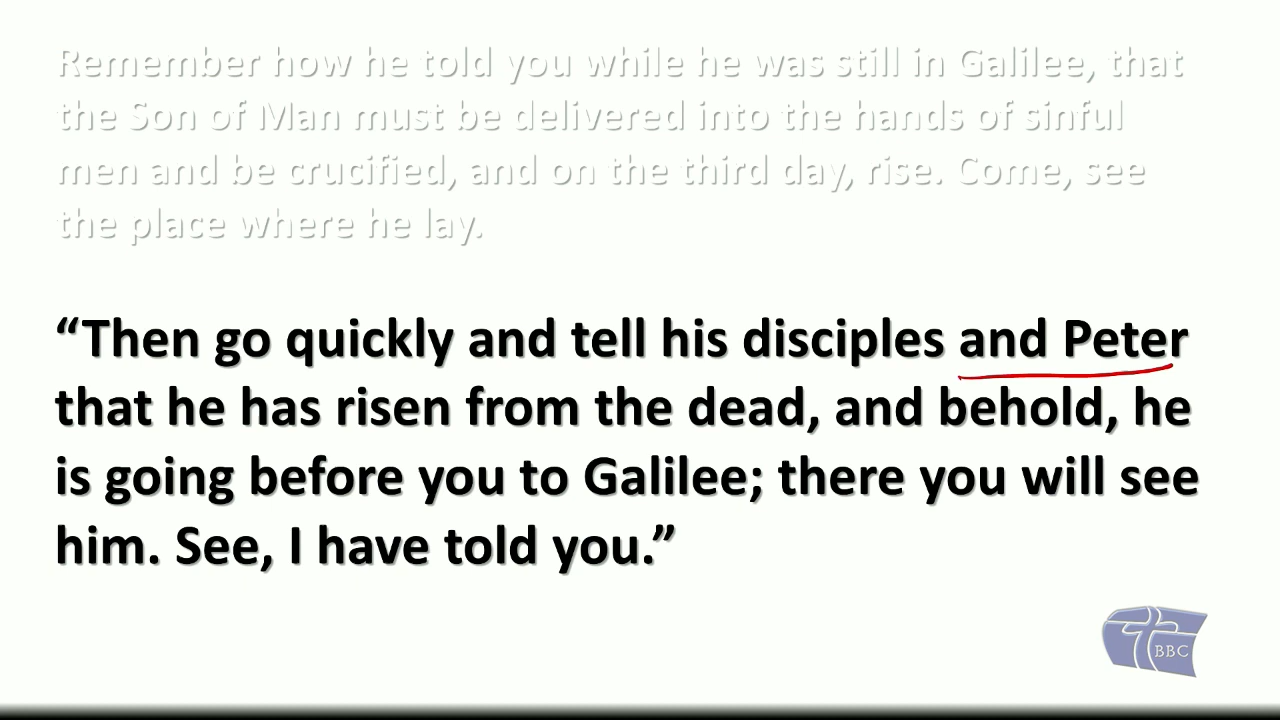 Remember how he told you while he was still in Galilee, that
the Son of Man must be delivered into the hands of sinful
men and be crucified, and on the third day, rise. Come, see
the place where he lay.
“Then go quickly and tell his disciples and Peter
that he has risen from the dead, and behold, he
is going before you to Galilee; there you will see
him. See, I have told you.”
BBC